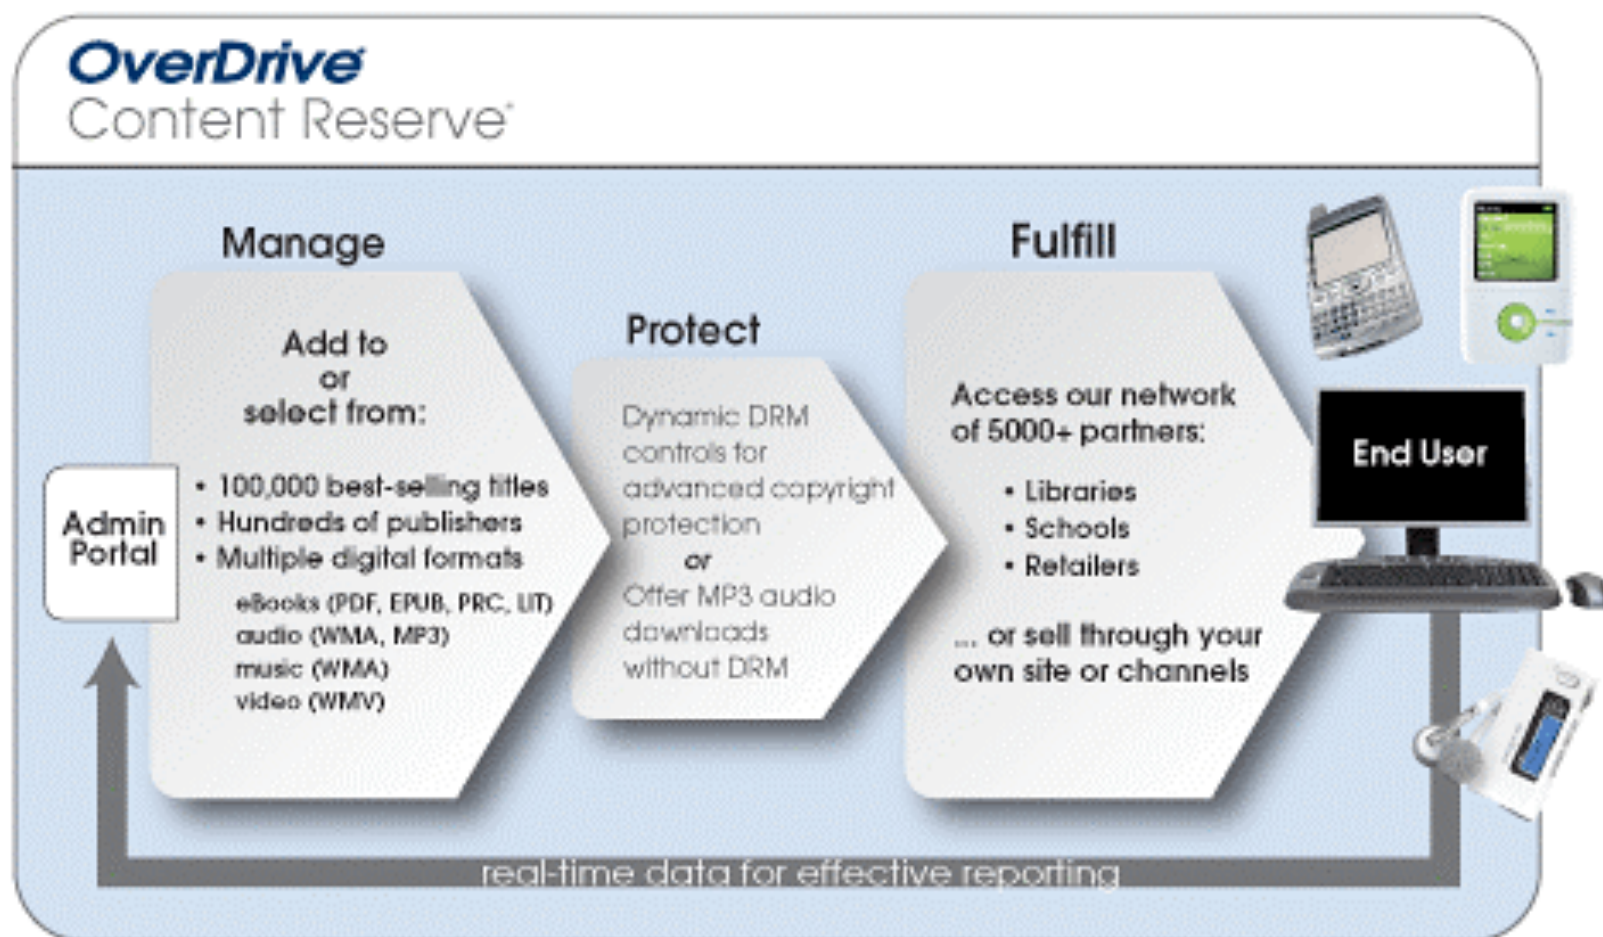 OverDrive
Content Reserve
Manage
Add to
or
select from:
• 100,000 best-selling titles
• Hundreds of publishers
• Multiple digital formats
eBooks (PDF, EPUB, PRC, LIT)
audio (WMA, MP3)
music (WMA)
video (WMV)
Admin
Portal
Protect
Dynamic DRM
controls for
advanced copyright
protection
or
Offer MP3 audio
downloads
without DRM
Fulfill
Access our network
of 5000+ partners:
• Libraries
• Schools
• Retailers
... or sell through your
own site or channels
End User
real-time data for effective reporting